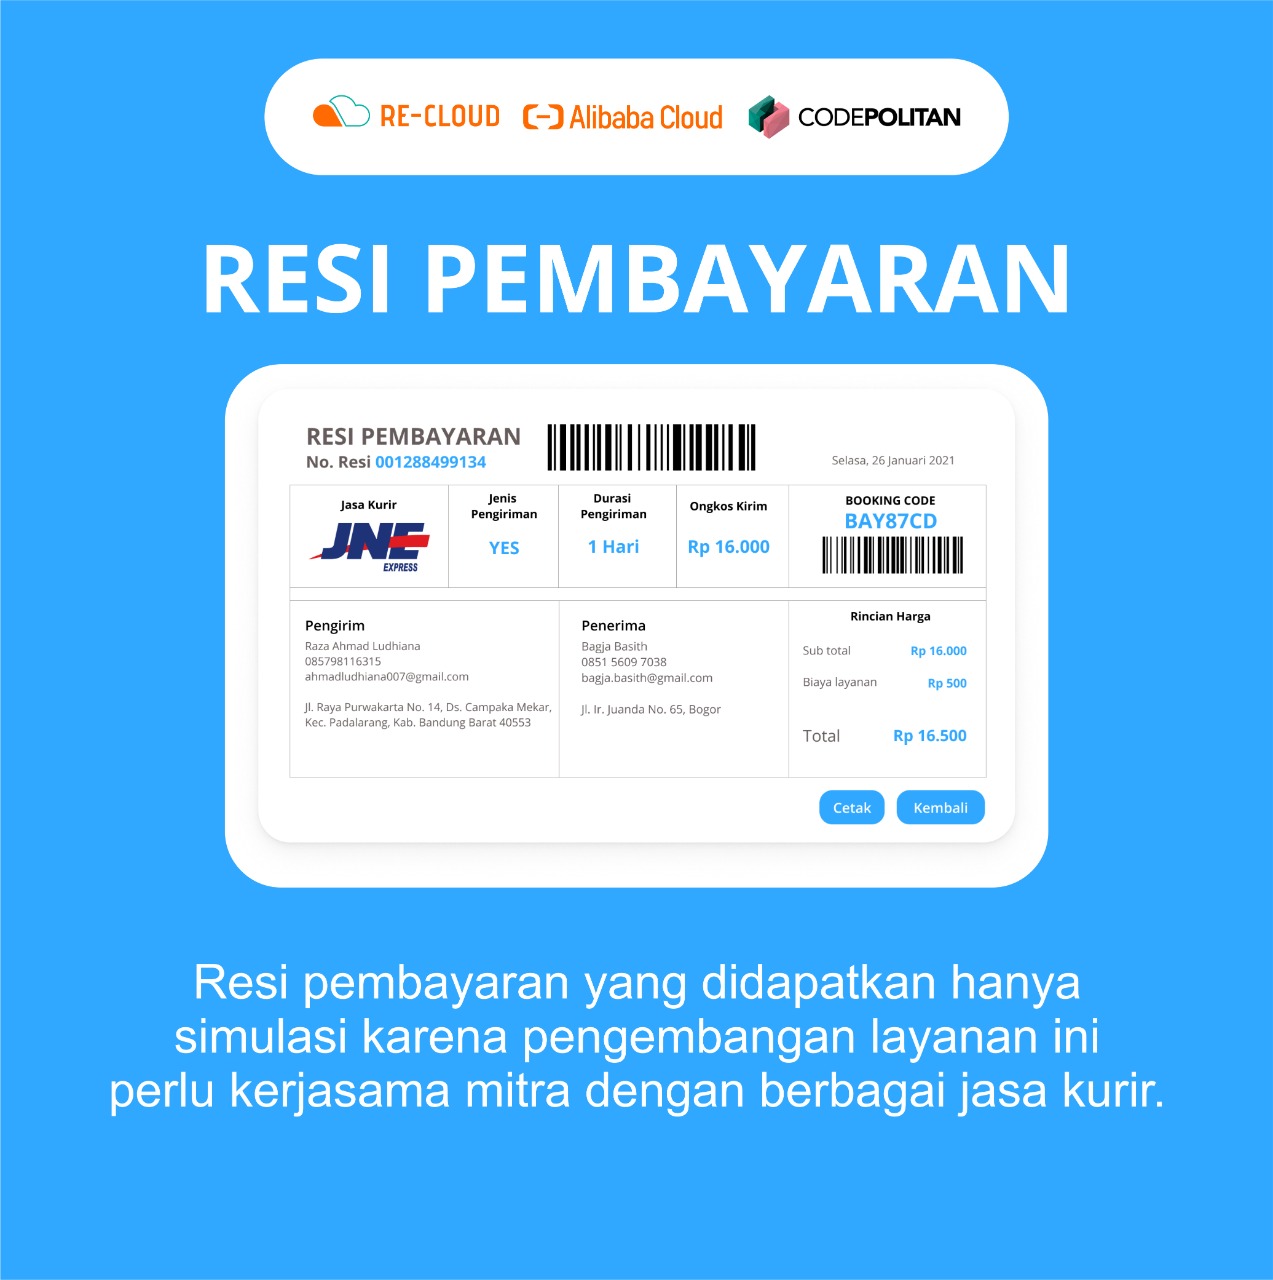 RE-CLOUD Alibaba Cloud CODEPOLITAN
RESI PEMBAYARAN
RESI PEMBAYARAN
No. Resi 001288499134
Selasa, 26 Januari 2021
Jasa Kurir
JNE
EXPRESS
Jenis
Pengiriman
YES
Durasi
Pengiriman
1 Hari
Ongkos Kirim
Rp 16.000
BOOKING CODE
BAY87CD
Pengirim
Raza Ahmad Ludhiana
085798116315
ahmadludhiana007@gmail.com
Jl. Raya Purwakarta No. 14, Ds. Campaka Mekar,
Kec. Padalarang, Kab. Bandung Barat 40553
Penerima
Bagja Basith
0851 5609 7038
bagja.basith@gmail.com
Jl. Ir. Juanda No. 65, Bogor
Rincian Harga
Sub total Rp 16.000
Biaya layanan Rp 500
Total Rp 16.500
Cetak Kembali
Resi pembayaran yang didapatkan hanya
simulasi karena pengembangan layanan ini
perlu kerjasama mitra dengan berbagai jasa kurir.